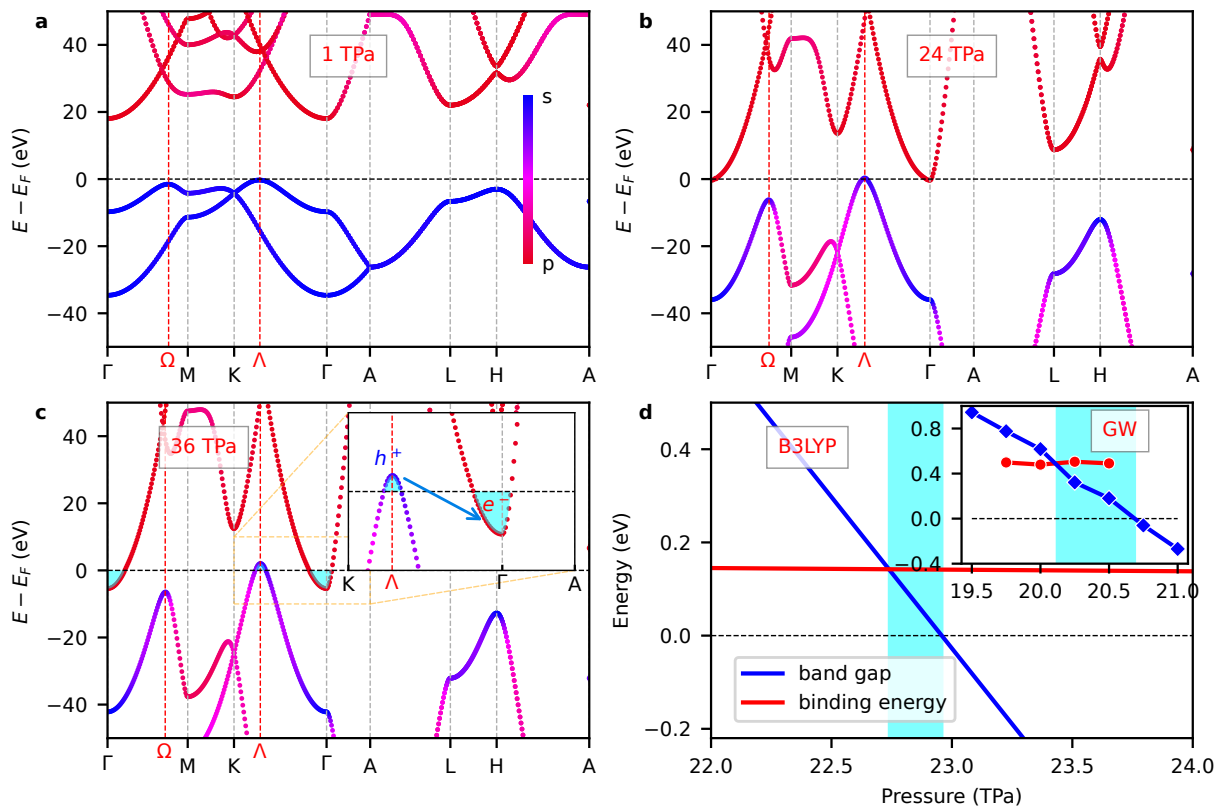 a
1 TPa
s
p
E − E_F (eV)
40
20
0
−20
−40
Γ Ω M K Λ Γ A L H A
b
24 TPa
E − E_F (eV)
40
20
0
−20
−40
Γ Ω M K Λ Γ A L H A
c
36 TPa
E − E_F (eV)
40
20
0
−20
−40
Γ Ω M K Λ Γ A L H A
h⁺
e⁻
K Λ Γ A
d
B3LYP
Energy (eV)
0.4
0.2
0.0
−0.2
22.0 22.5 23.0 23.5 24.0
Pressure (TPa)
band gap
binding energy
GW
0.8
0.4
0.0
−0.4
19.5 20.0 20.5 21.0